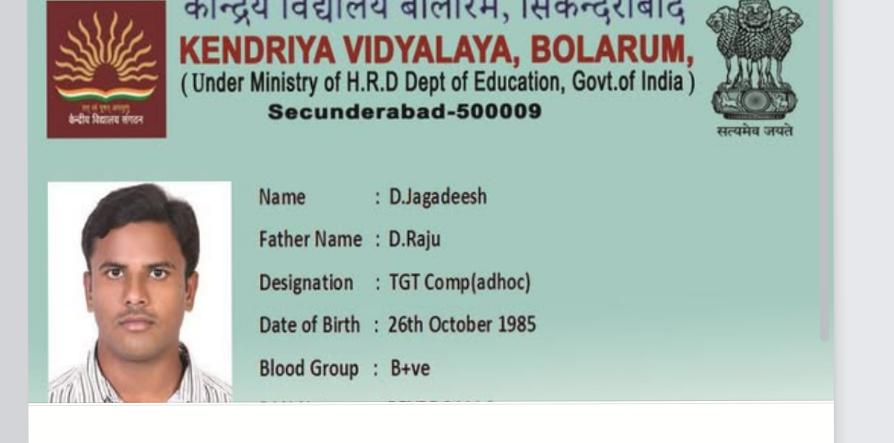 केन्द्रीय विद्यालय बोलारम, सिकन्दराबाद
KENDRIYA VIDYALAYA, BOLARUM,
( Under Ministry of H.R.D Dept of Education, Govt.of India )
Secunderabad-500009
केन्द्रीय विद्यालय संगठन
सत्यमेव जयते
Name : D.Jagadeesh
Father Name : D.Raju
Designation : TGT Comp(adhoc)
Date of Birth : 26th October 1985
Blood Group : B+ve